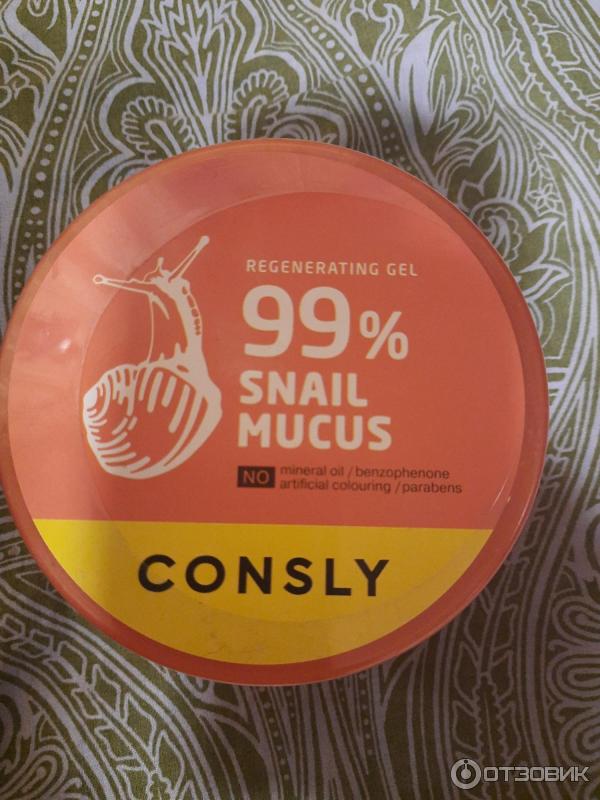 REGENERATING GEL
99%
SNAIL
MUCUS
NO mineral oil / benzophenone
artificial colouring / parabens
CONSLY
ОТЗОВИК